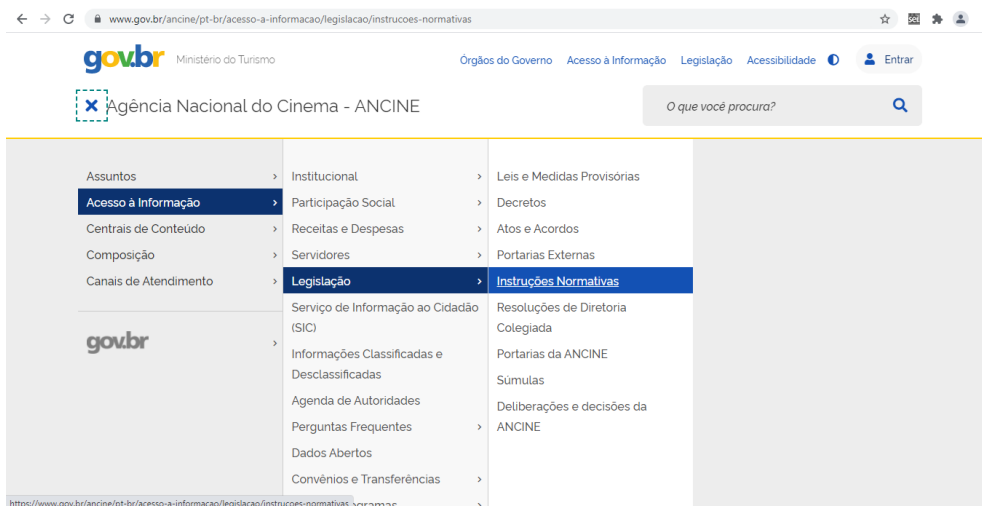 www.gov.br/ancine/pt-br/acesso-a-informacao/legislacao/instrucoes-normativas
sei!
gov.br
Ministério do Turismo
Órgãos do Governo
Acesso à Informação
Legislação
Acessibilidade
Entrar
Agência Nacional do Cinema - ANCINE
O que você procura?
Assuntos
Acesso à Informação
Centrais de Conteúdo
Composição
Canais de Atendimento
gov.br
Institucional
Participação Social
Receitas e Despesas
Servidores
Legislação
Serviço de Informação ao Cidadão
(SIC)
Informações Classificadas e
Desclassificadas
Agenda de Autoridades
Perguntas Frequentes
Dados Abertos
Convênios e Transferências
Leis e Medidas Provisórias
Decretos
Atos e Acordos
Portarias Externas
Instruções Normativas
Resoluções de Diretoria
Colegiada
Portarias da ANCINE
Súmulas
Deliberações e decisões da
ANCINE
https://www.gov.br/ancine/pt-br/acesso-a-informacao/legislacao/instrucoes-normativas